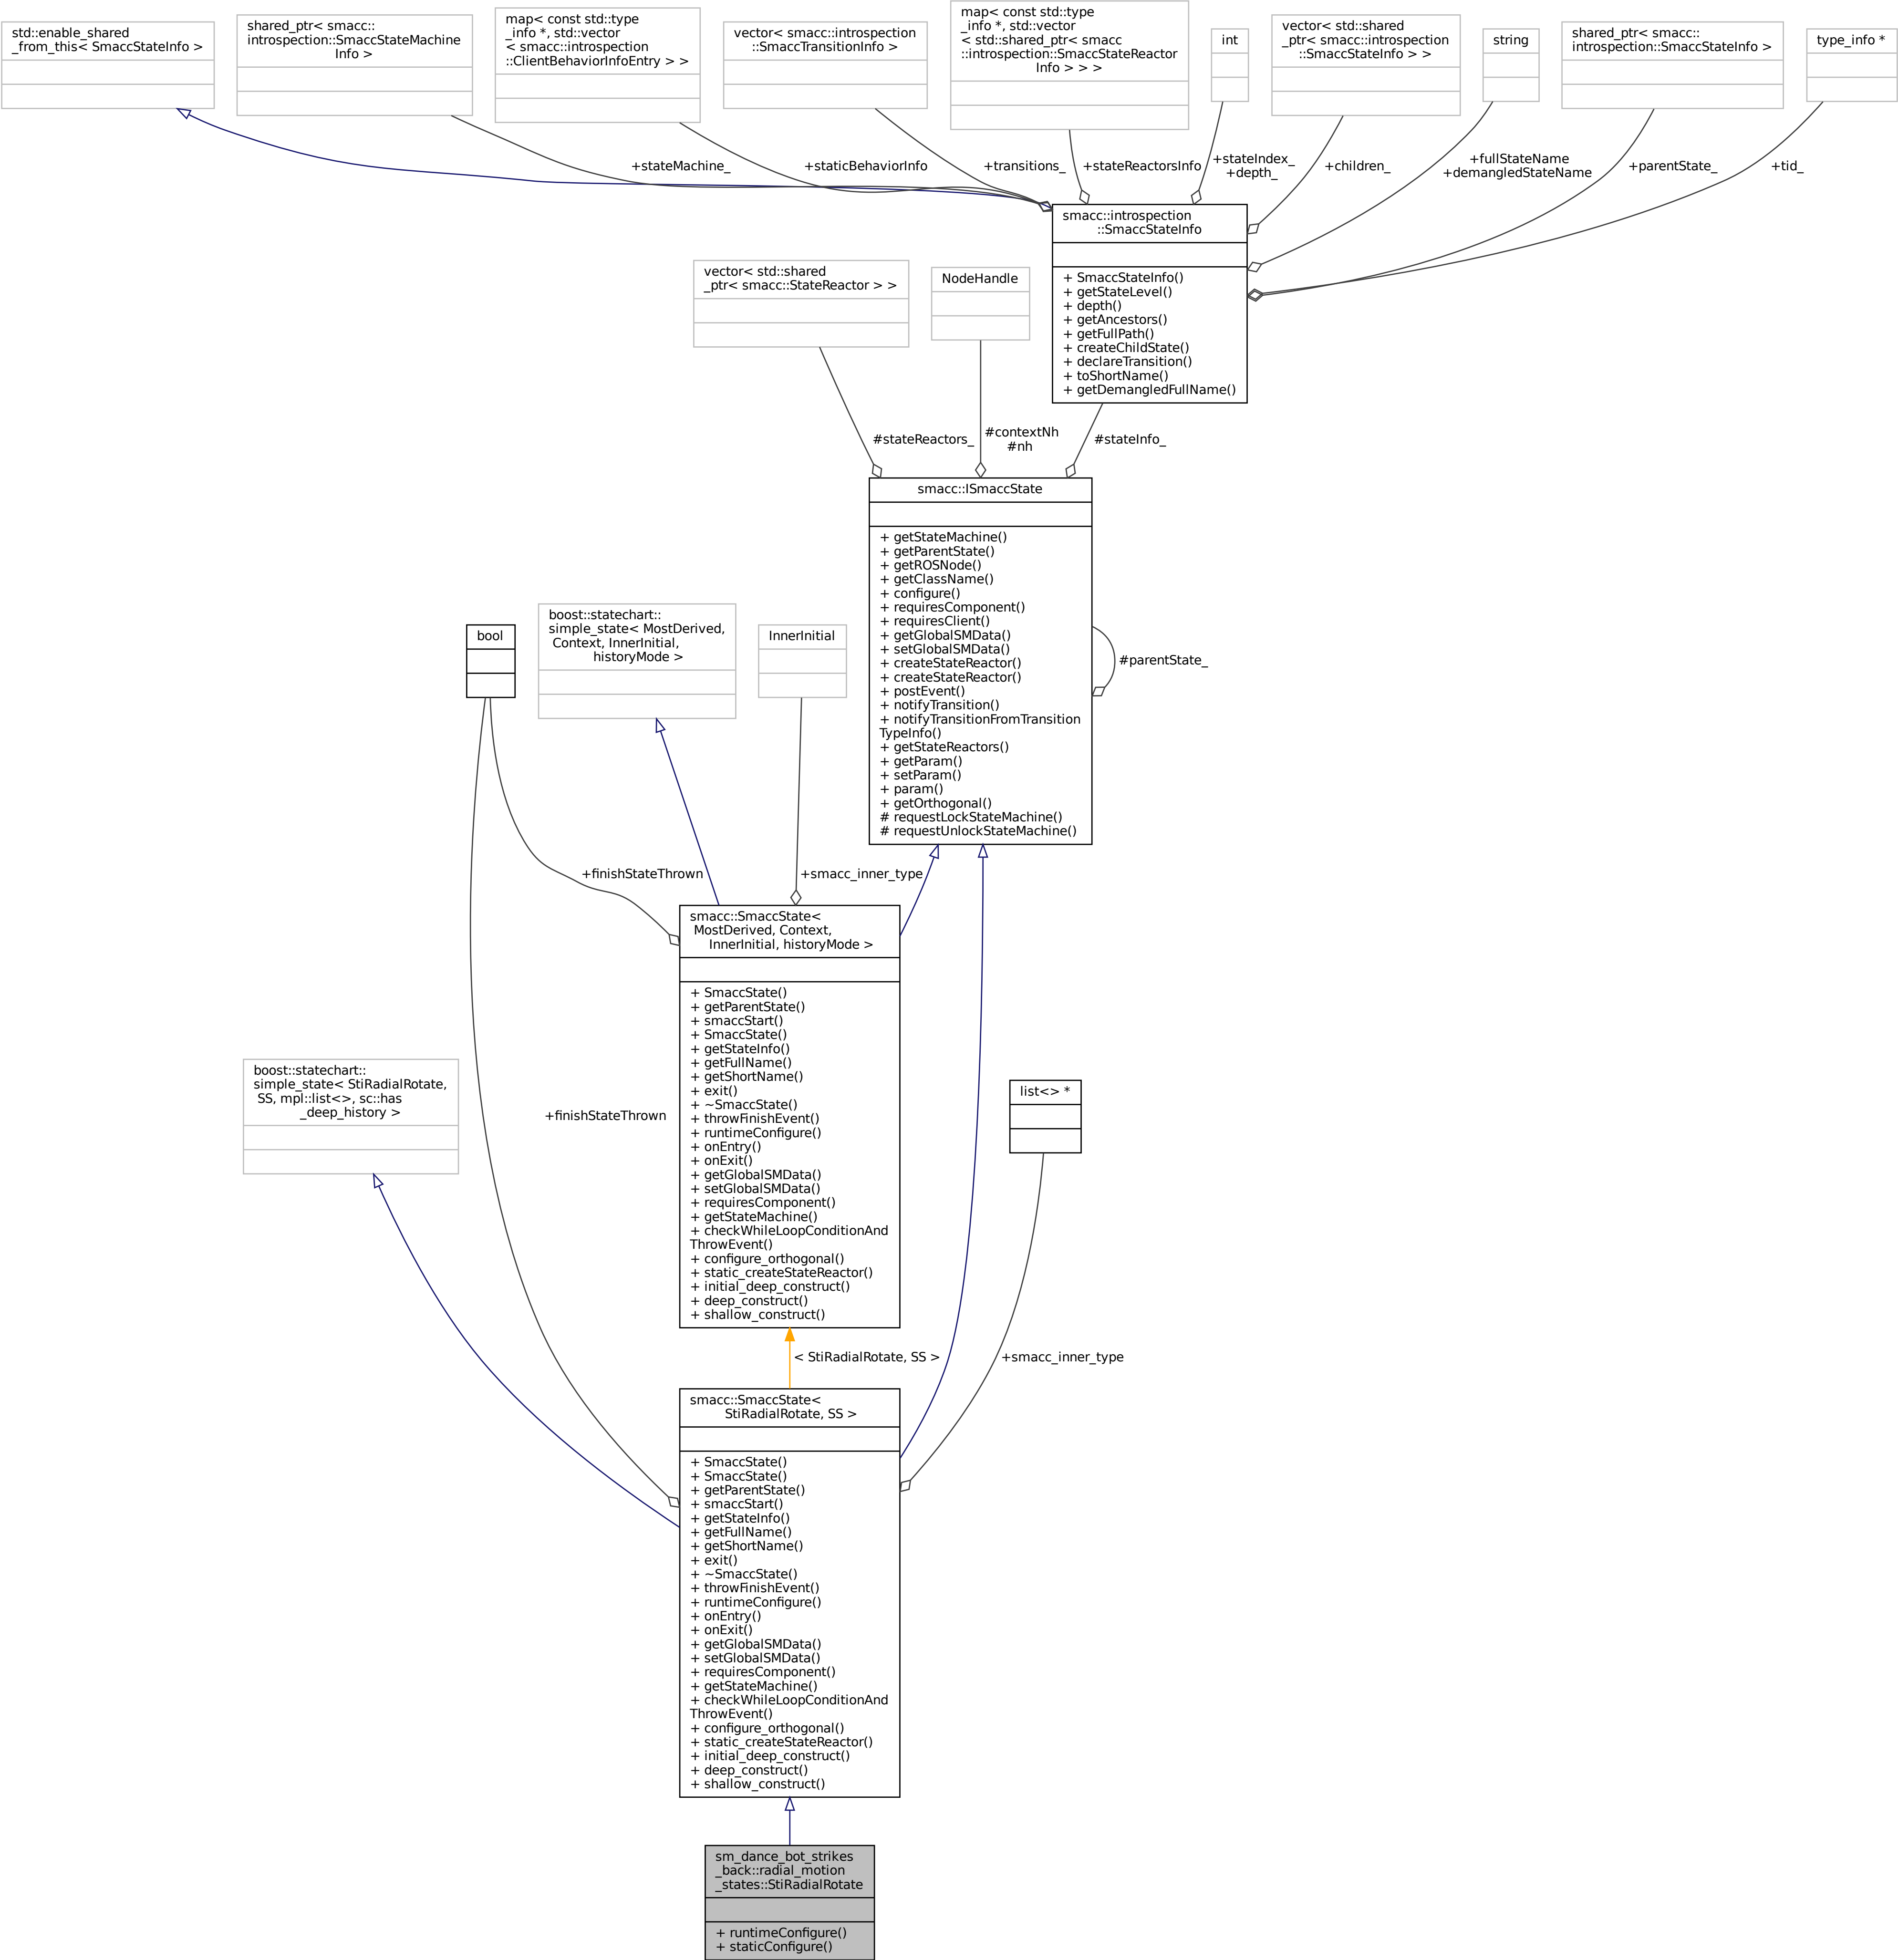 std::enable_shared
_from_this< SmaccStateInfo >
shared_ptr< smacc::
introspection::SmaccStateMachine
Info >
map< const std::type
_info *, std::vector
< smacc::introspection
::ClientBehaviorInfoEntry > >
vector< smacc::introspection
::SmaccTransitionInfo >
map< const std::type
_info *, std::vector
< std::shared_ptr< smacc
::introspection::SmaccStateReactor
Info > > >
int
vector< std::shared
_ptr< smacc::introspection
::SmaccStateInfo > >
string
shared_ptr< smacc::
introspection::SmaccStateInfo >
type_info *
+stateMachine_
+staticBehaviorInfo
+transitions_
+stateReactorsInfo
+stateIndex_
+depth_
+children_
+fullStateName
+demangledStateName
+parentState_
+tid_
smacc::introspection
::SmaccStateInfo
+ SmaccStateInfo()
+ getStateLevel()
+ depth()
+ getAncestors()
+ getFullPath()
+ createChildState()
+ declareTransition()
+ toShortName()
+ getDemangledFullName()
vector< std::shared
_ptr< smacc::StateReactor > >
NodeHandle
#stateReactors_
#contextNh
#nh
#stateInfo_
smacc::ISmaccState
+ getStateMachine()
+ getParentState()
+ getROSNode()
+ getClassName()
+ configure()
+ requiresComponent()
+ requiresClient()
+ getGlobalSMData()
+ setGlobalSMData()
+ createStateReactor()
+ createStateReactor()
+ postEvent()
+ notifyTransition()
+ notifyTransitionFromTransition
TypeInfo()
+ getStateReactors()
+ getParam()
+ setParam()
+ param()
+ getOrthogonal()
# requestLockStateMachine()
# requestUnlockStateMachine()
#parentState_
bool
boost::statechart::
simple_state< MostDerived,
Context, InnerInitial,
historyMode >
InnerInitial
+finishStateThrown
+smacc_inner_type
smacc::SmaccState<
MostDerived, Context,
InnerInitial, historyMode >
+ SmaccState()
+ getParentState()
+ smaccStart()
+ SmaccState()
+ getStateInfo()
+ getFullName()
+ getShortName()
+ exit()
+ ~SmaccState()
+ throwFinishEvent()
+ runtimeConfigure()
+ onEntry()
+ onExit()
+ getGlobalSMData()
+ setGlobalSMData()
+ requiresComponent()
+ getStateMachine()
+ checkWhileLoopConditionAnd
ThrowEvent()
+ configure_orthogonal()
+ static_createStateReactor()
+ initial_deep_construct()
+ deep_construct()
+ shallow_construct()
boost::statechart::
simple_state< StiRadialRotate,
SS, mpl::list<>, sc::has
_deep_history >
+finishStateThrown
list<> *
< StiRadialRotate, SS >
+smacc_inner_type
smacc::SmaccState<
StiRadialRotate, SS >
+ SmaccState()
+ SmaccState()
+ getParentState()
+ smaccStart()
+ getStateInfo()
+ getFullName()
+ getShortName()
+ exit()
+ ~SmaccState()
+ throwFinishEvent()
+ runtimeConfigure()
+ onEntry()
+ onExit()
+ getGlobalSMData()
+ setGlobalSMData()
+ requiresComponent()
+ getStateMachine()
+ checkWhileLoopConditionAnd
ThrowEvent()
+ configure_orthogonal()
+ static_createStateReactor()
+ initial_deep_construct()
+ deep_construct()
+ shallow_construct()
sm_dance_bot_strikes
_back::radial_motion
_states::StiRadialRotate
+ runtimeConfigure()
+ staticConfigure()